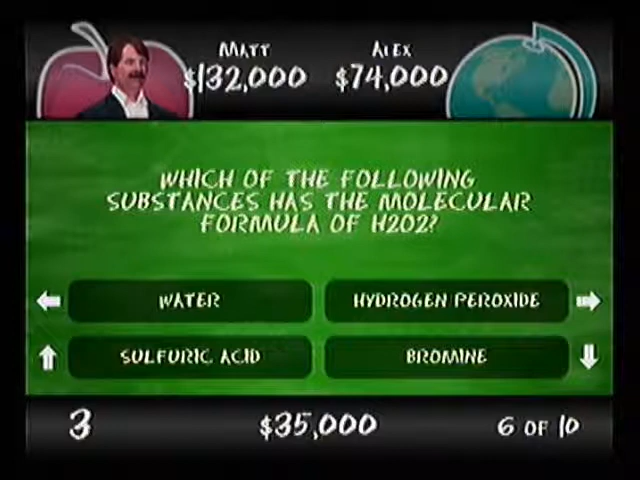 MATT
$132,000
ALEX
$74,000
WHICH OF THE FOLLOWING
SUBSTANCES HAS THE MOLECULAR
FORMULA OF H2O2?
WATER
HYDROGEN PEROXIDE
SULFURIC ACID
BROMINE
3
$35,000
6 OF 10